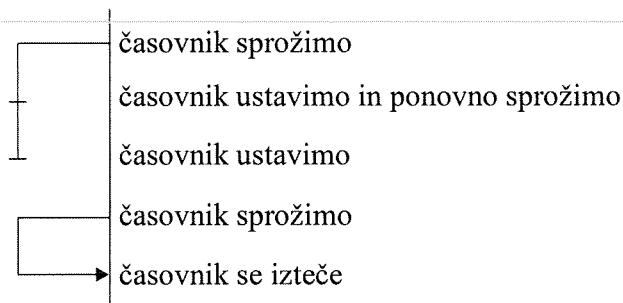 časovnik sprožimo
časovnik ustavimo in ponovno sprožimo
časovnik ustavimo
časovnik sprožimo
časovnik se izteče